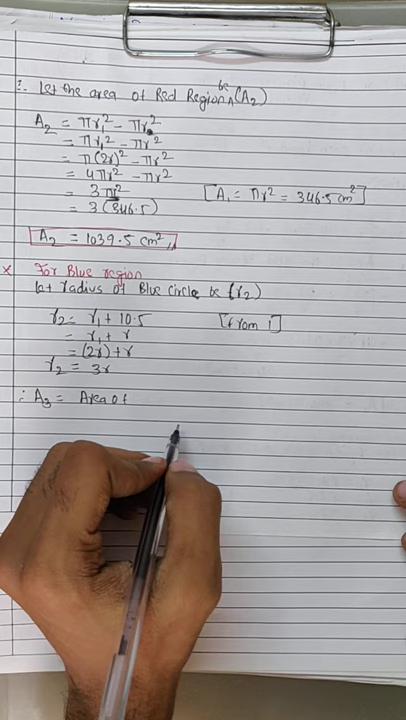 ∴ Let the area of Red Region be (A₂)
A₂ = πr₁² - πr²
= πr₁² - πr²
= π(2r)² - πr²
= 4πr² - πr²
= 3πr² [A₁ = πr² = 346.5 cm²]
= 3(346.5)
A₂ = 1039.5 cm²
× For Blue region
let radius of Blue Circle be (r₂)
r₂ = r₁ + 10.5 [from 1]
= r₁ + r
= (2r) + r
r₂ = 3r
∴ A₃ = Area of